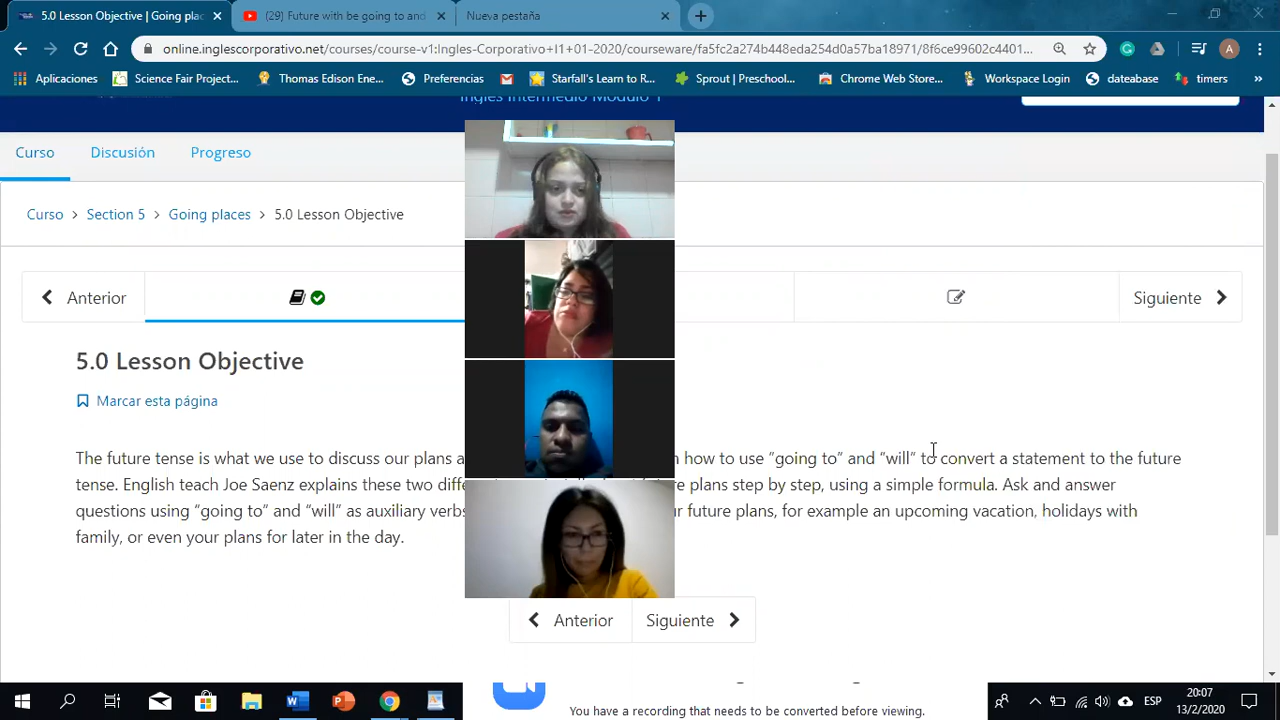 5.0 Lesson Objective | Going plac
(29) Future with be going to and
Nueva pestaña
online.inglescorporativo.net/courses/course-v1:Ingles-Corporativo+I1+01-2020/courseware/fa5fc2a274b448eda254d0a57ba18971/8f6ce99602c4401...
A
Aplicaciones
Science Fair Project...
Thomas Edison Ene...
Preferencias
Starfall's Learn to R...
Sprout | Preschool...
Chrome Web Store...
Workspace Login
dateabase
timers
»
Inglés Intermedio Módulo 1
Curso
Discusión
Progreso
Curso > Section 5 > Going places > 5.0 Lesson Objective
Anterior
Siguiente
5.0 Lesson Objective
Marcar esta página
The future tense is what we use to discuss our plans a how to use "going to" and "will" to convert a statement to the future
tense. English teach Joe Saenz explains these two plans step by step, using a simple formula. Ask and answer
questions using "going to" and "will" as auxiliary verbs future plans, for example an upcoming vacation, holidays with
family, or even your plans for later in the day.
Anterior
Siguiente
You have a recording that needs to be converted before viewing.
ESP
20:07
13/2/2020